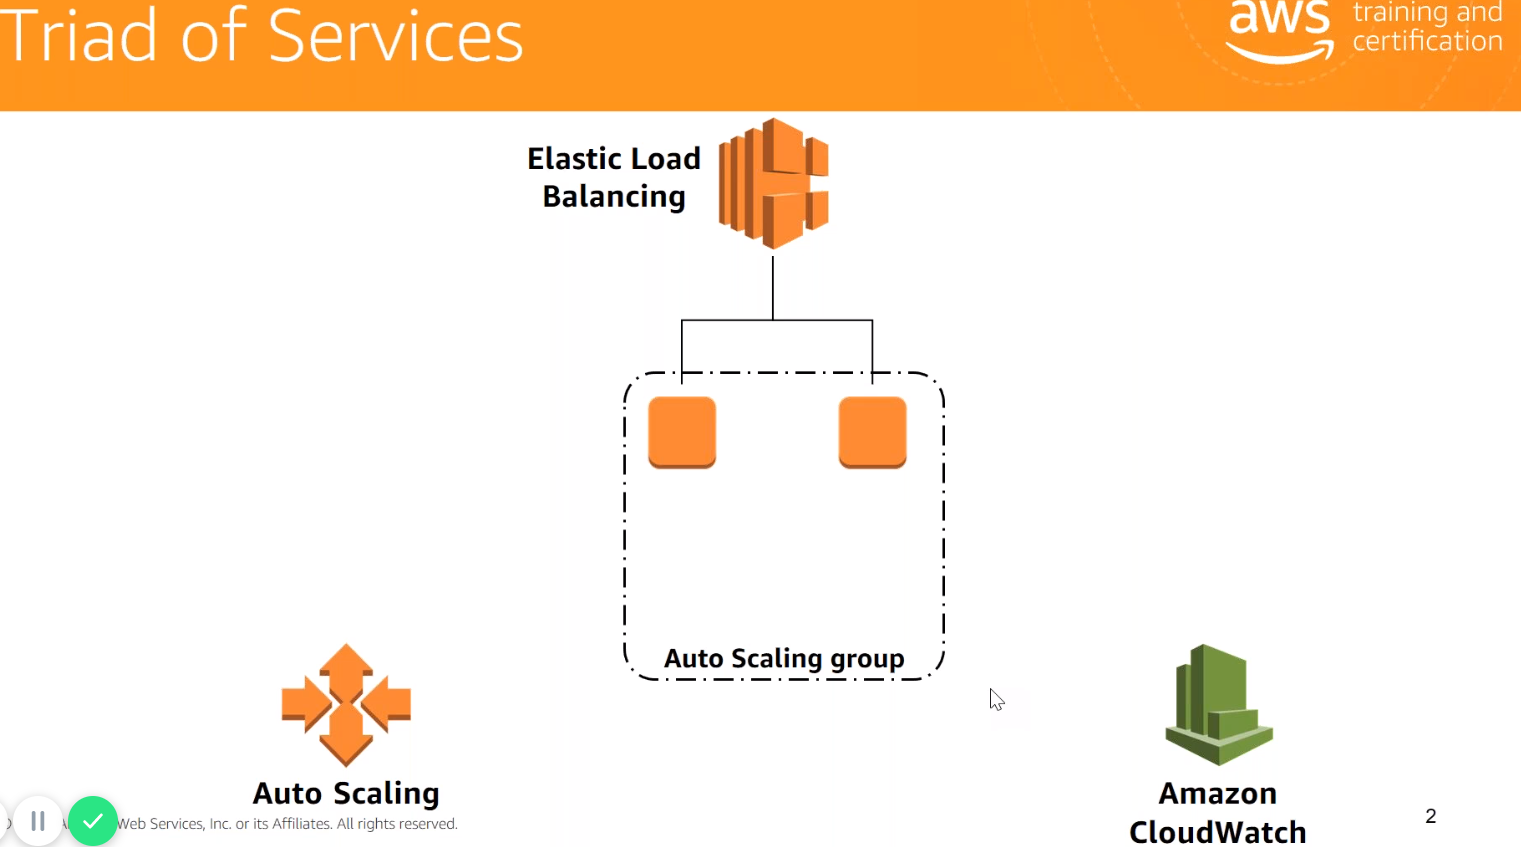 Triad of Services
aws training and
certification
Elastic Load
Balancing
Auto Scaling group
Auto Scaling
Amazon
CloudWatch
Web Services, Inc. or its Affiliates. All rights reserved.
2